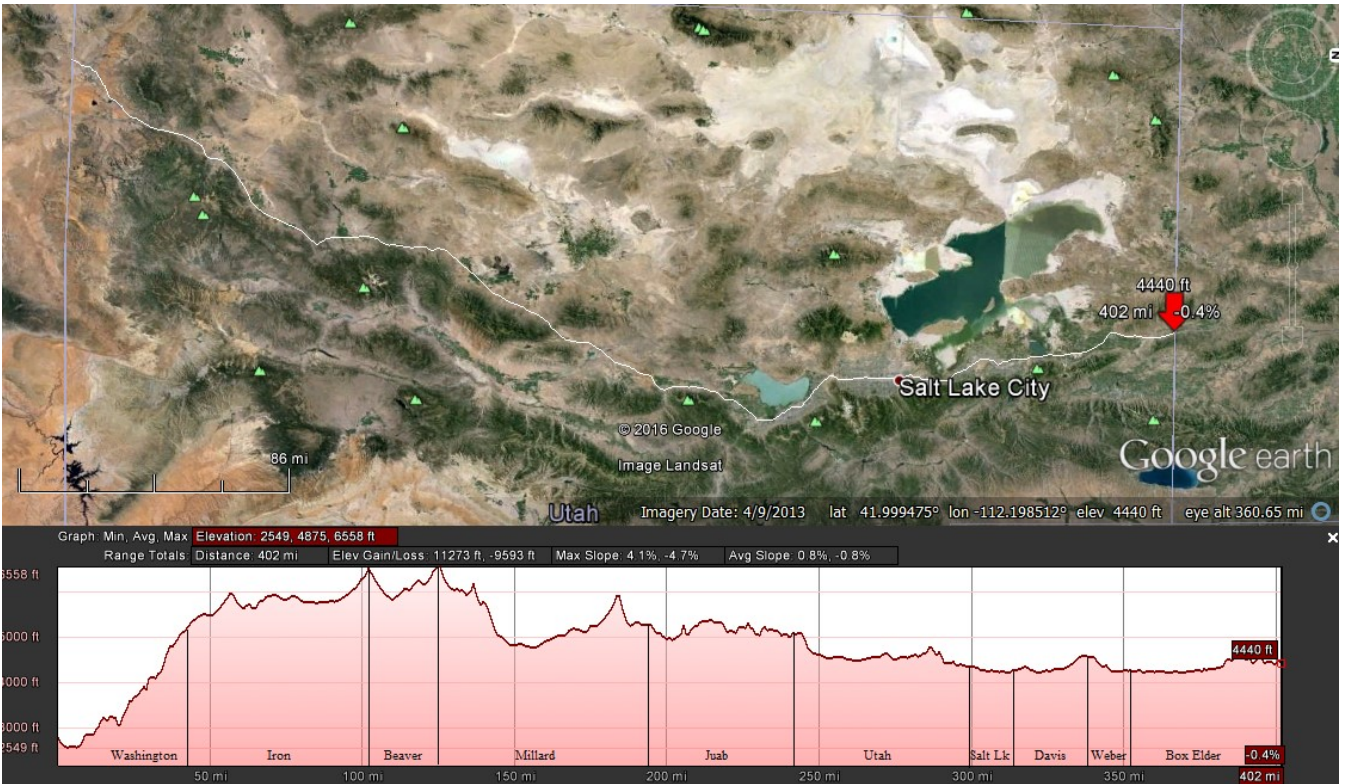 N
4440 ft
402 mi
-0.4%
Salt Lake City
© 2016 Google
86 mi
Image Landsat
Google earth
Utah
Imagery Date: 4/9/2013 lat 41.999475° lon -112.198512° elev 4440 ft eye alt 360.65 mi
Graph: Min, Avg, Max Elevation: 2549, 4875, 6558 ft
Range Totals: Distance: 402 mi Elev Gain/Loss: 11273 ft, -9593 ft Max Slope: 4.1%, -4.7% Avg Slope: 0.8%, -0.8%
6558 ft
5000 ft
4440 ft
4000 ft
3000 ft
2549 ft
Washington Iron Beaver Millard Juab Utah Salt Lk Davis Weber Box Elder -0.4%
50 mi 100 mi 150 mi 200 mi 250 mi 300 mi 350 mi 402 mi